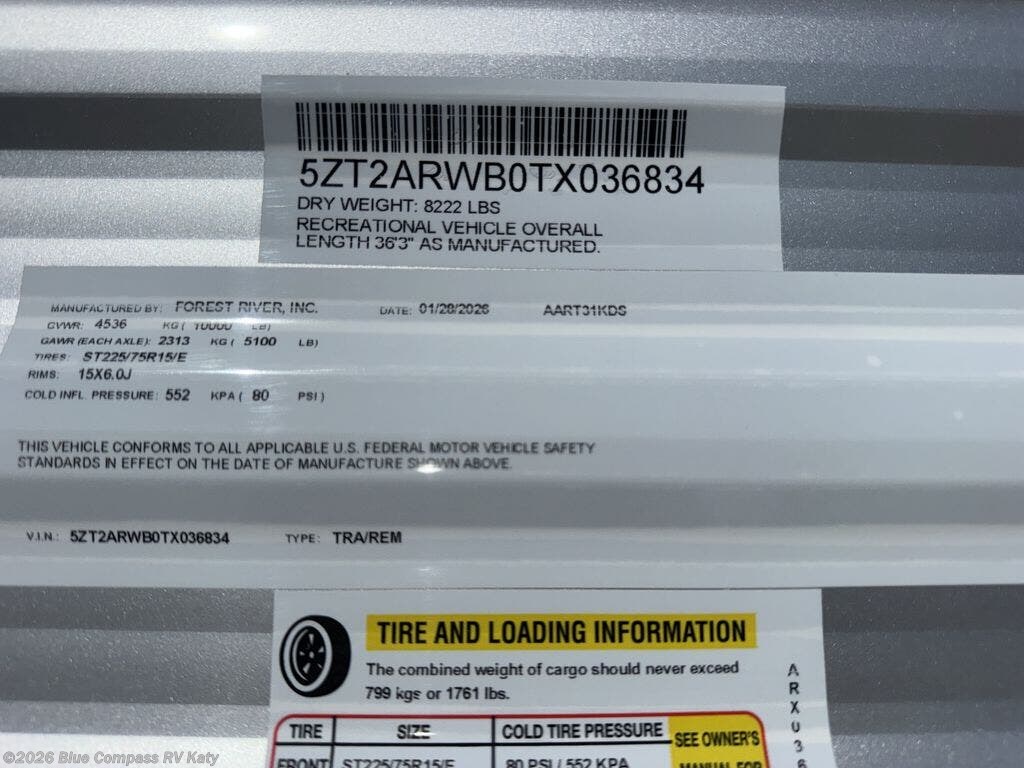 5ZT2ARWB0TX036834
DRY WEIGHT: 8222 LBS
RECREATIONAL VEHICLE OVERALL
LENGTH 36'3" AS MANUFACTURED.
MANUFACTURED BY: FOREST RIVER, INC. DATE: 01/28/2026 AART31KDS
GVWR: 4536 KG ( 10000 LB)
GAWR (EACH AXLE): 2313 KG ( 5100 LB)
TIRES: ST225/75R15/E
RIMS: 15X6.0J
COLD INFL. PRESSURE: 552 KPA ( 80 PSI )
THIS VEHICLE CONFORMS TO ALL APPLICABLE U.S. FEDERAL MOTOR VEHICLE SAFETY
STANDARDS IN EFFECT ON THE DATE OF MANUFACTURE SHOWN ABOVE.
V.I.N.: 5ZT2ARWB0TX036834 TYPE: TRA/REM
TIRE AND LOADING INFORMATION
The combined weight of cargo should never exceed
799 kgs or 1761 lbs.
TIRE SIZE COLD TIRE PRESSURE SEE OWNER'S
FRONT ST225/75R15/E 80 PSI / 552 KPA MANUAL FOR
ARX036
©2026 Blue Compass RV Katy